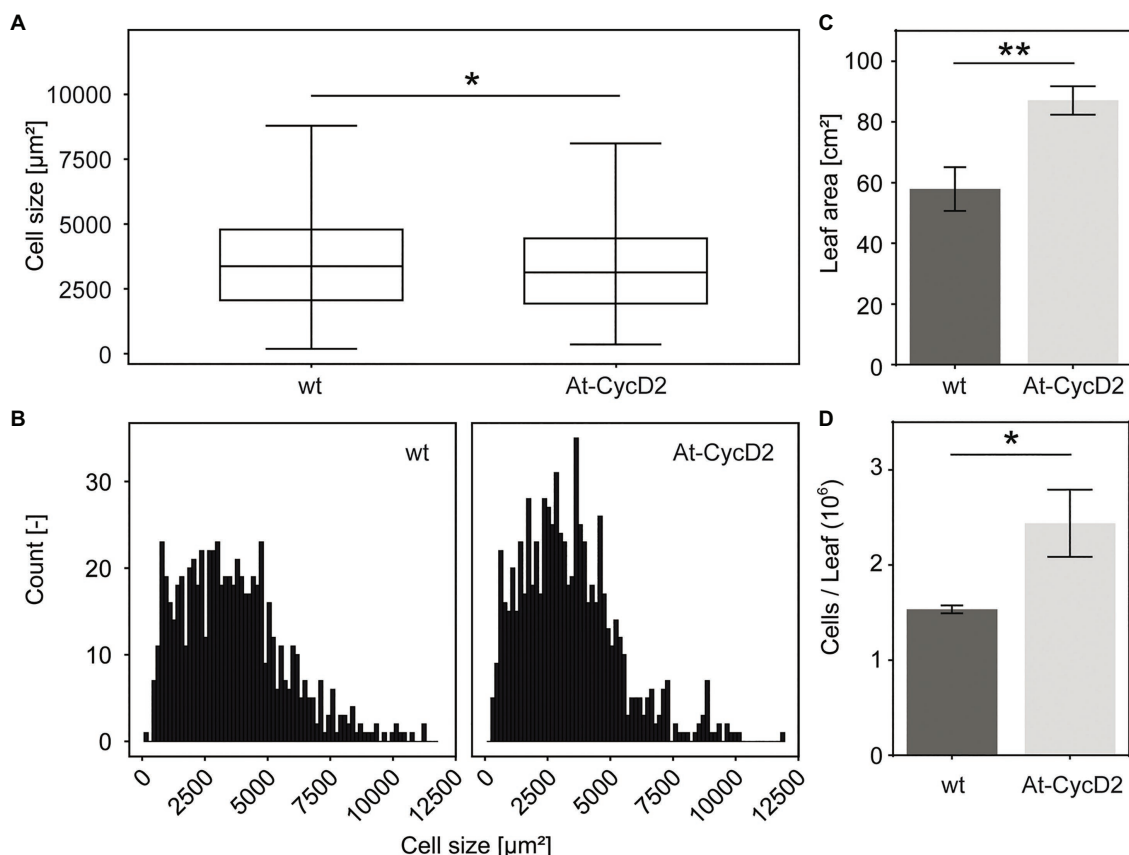 A
Cell size [µm²]
10000
7500
5000
2500
0
*
wt
At-CycD2
B
Count [-]
30
20
10
0
wt
At-CycD2
0
2500
5000
7500
10000
12500
0
2500
5000
7500
10000
12500
Cell size [µm²]
C
Leaf area [cm²]
100
80
60
40
20
0
**
wt
At-CycD2
D
Cells / Leaf (10⁶)
3
2
1
0
*
wt
At-CycD2